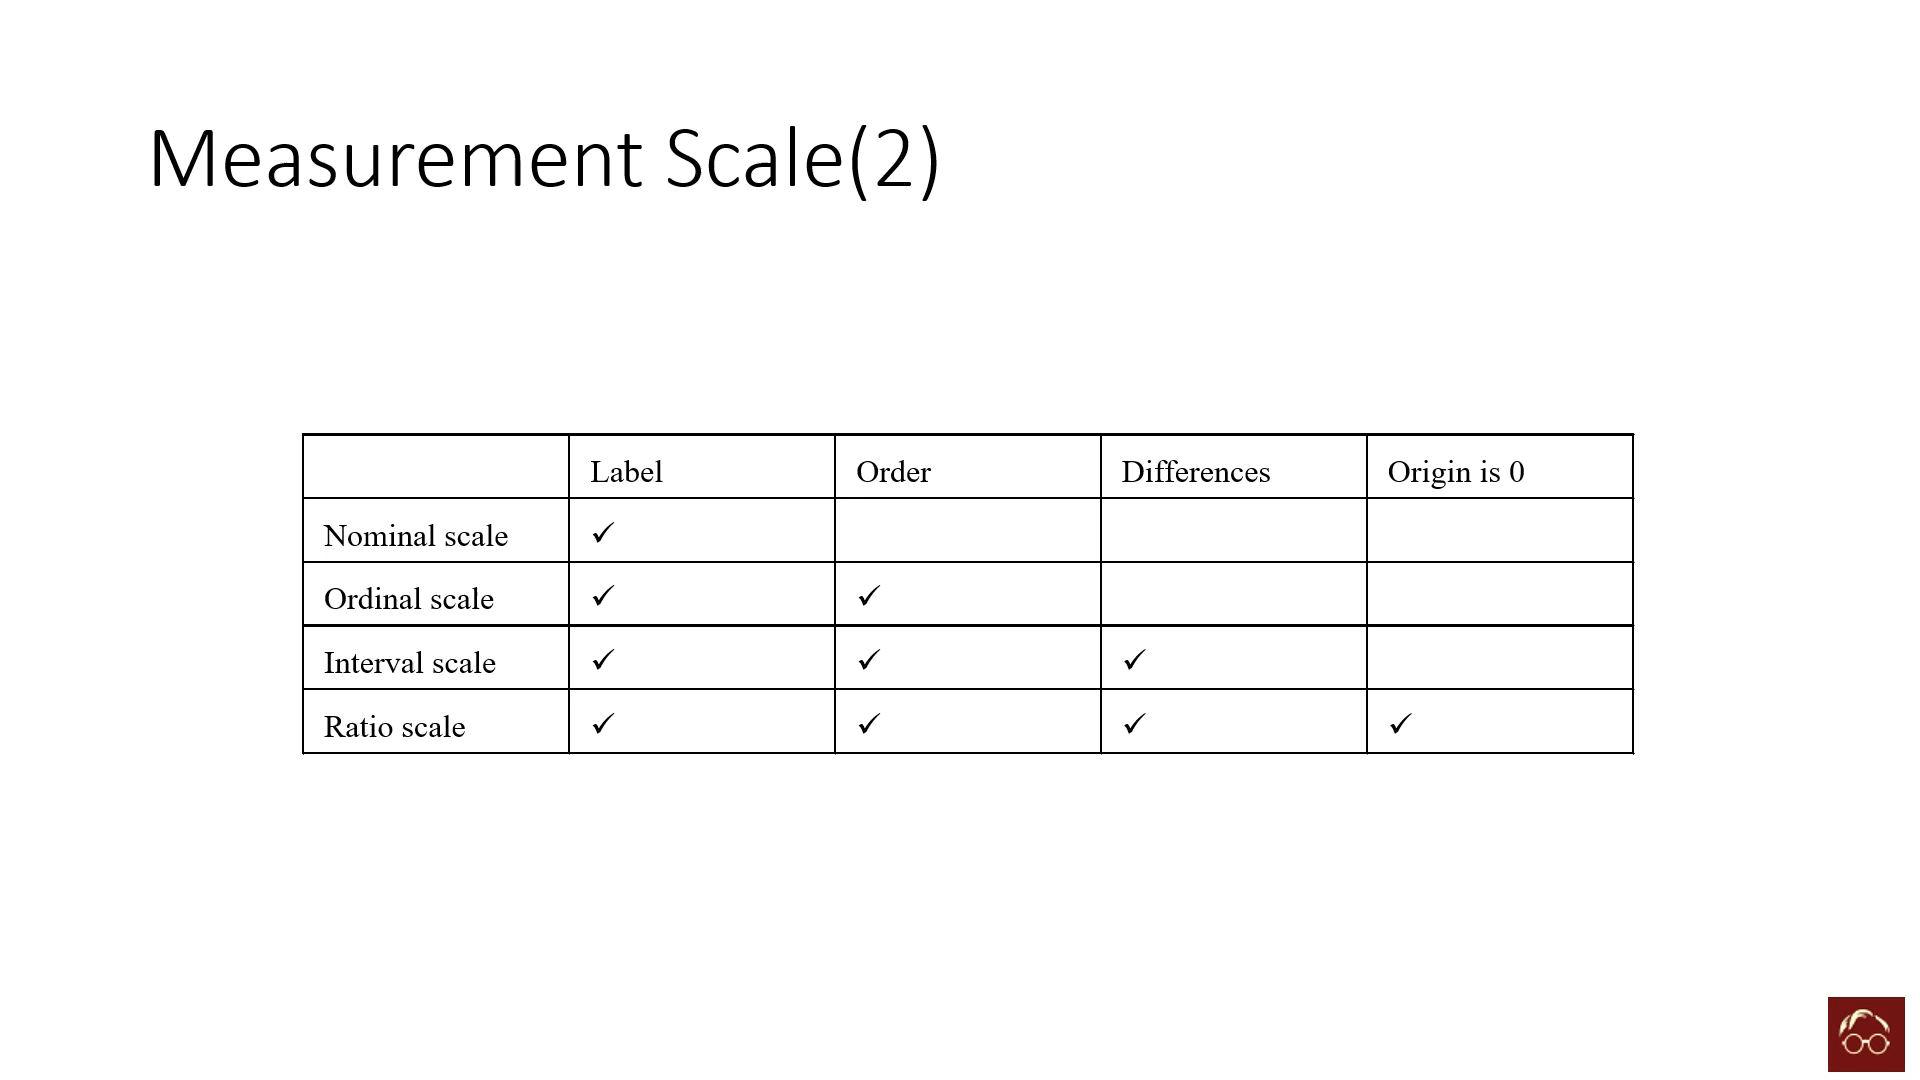 Measurement Scale(2)
Label Order Differences Origin is 0
Nominal scale ✓
Ordinal scale ✓ ✓
Interval scale ✓ ✓ ✓
Ratio scale ✓ ✓ ✓ ✓